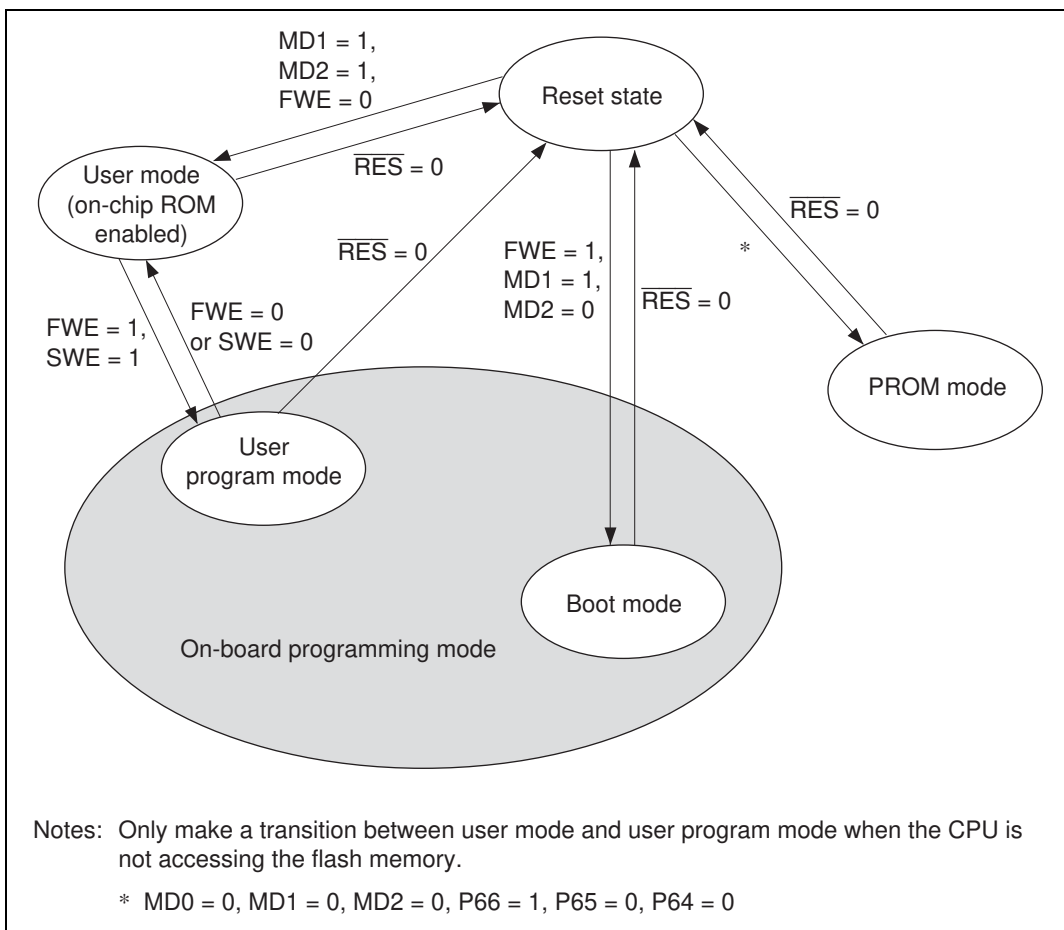 MD1 = 1,
MD2 = 1,
FWE = 0
Reset state
R̅E̅S̅ = 0
User mode
(on-chip ROM
enabled)
R̅E̅S̅ = 0
R̅E̅S̅ = 0
*
FWE = 1,
MD1 = 1,
MD2 = 0
R̅E̅S̅ = 0
FWE = 1,
SWE = 1
FWE = 0
or SWE = 0
PROM mode
User
program mode
Boot mode
On-board programming mode
Notes: Only make a transition between user mode and user program mode when the CPU is
not accessing the flash memory.
* MD0 = 0, MD1 = 0, MD2 = 0, P66 = 1, P65 = 0, P64 = 0